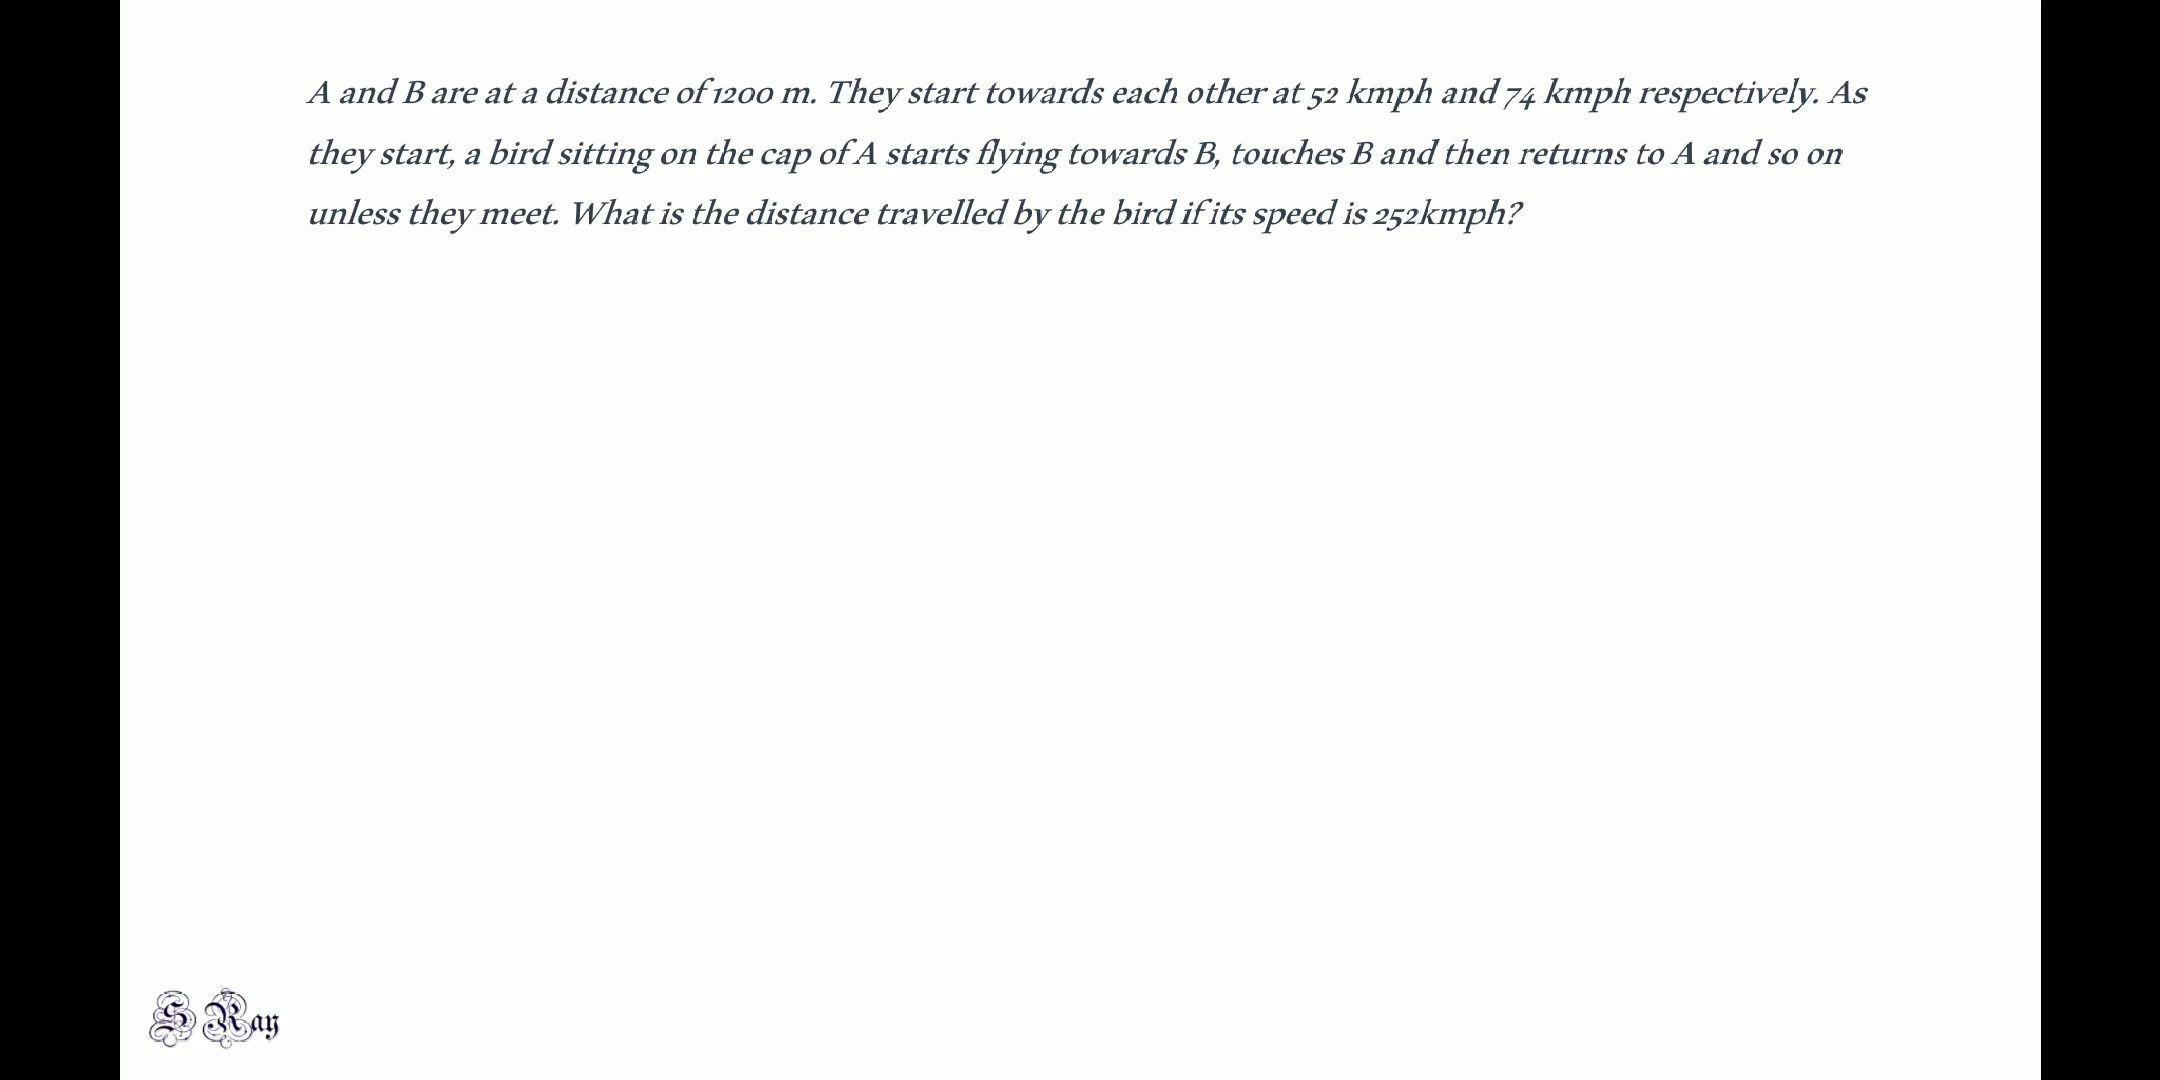 A and B are at a distance of 1200 m. They start towards each other at 52 kmph and 74 kmph respectively. As
they start, a bird sitting on the cap of A starts flying towards B, touches B and then returns to A and so on
unless they meet. What is the distance travelled by the bird if its speed is 252kmph?
S Ray